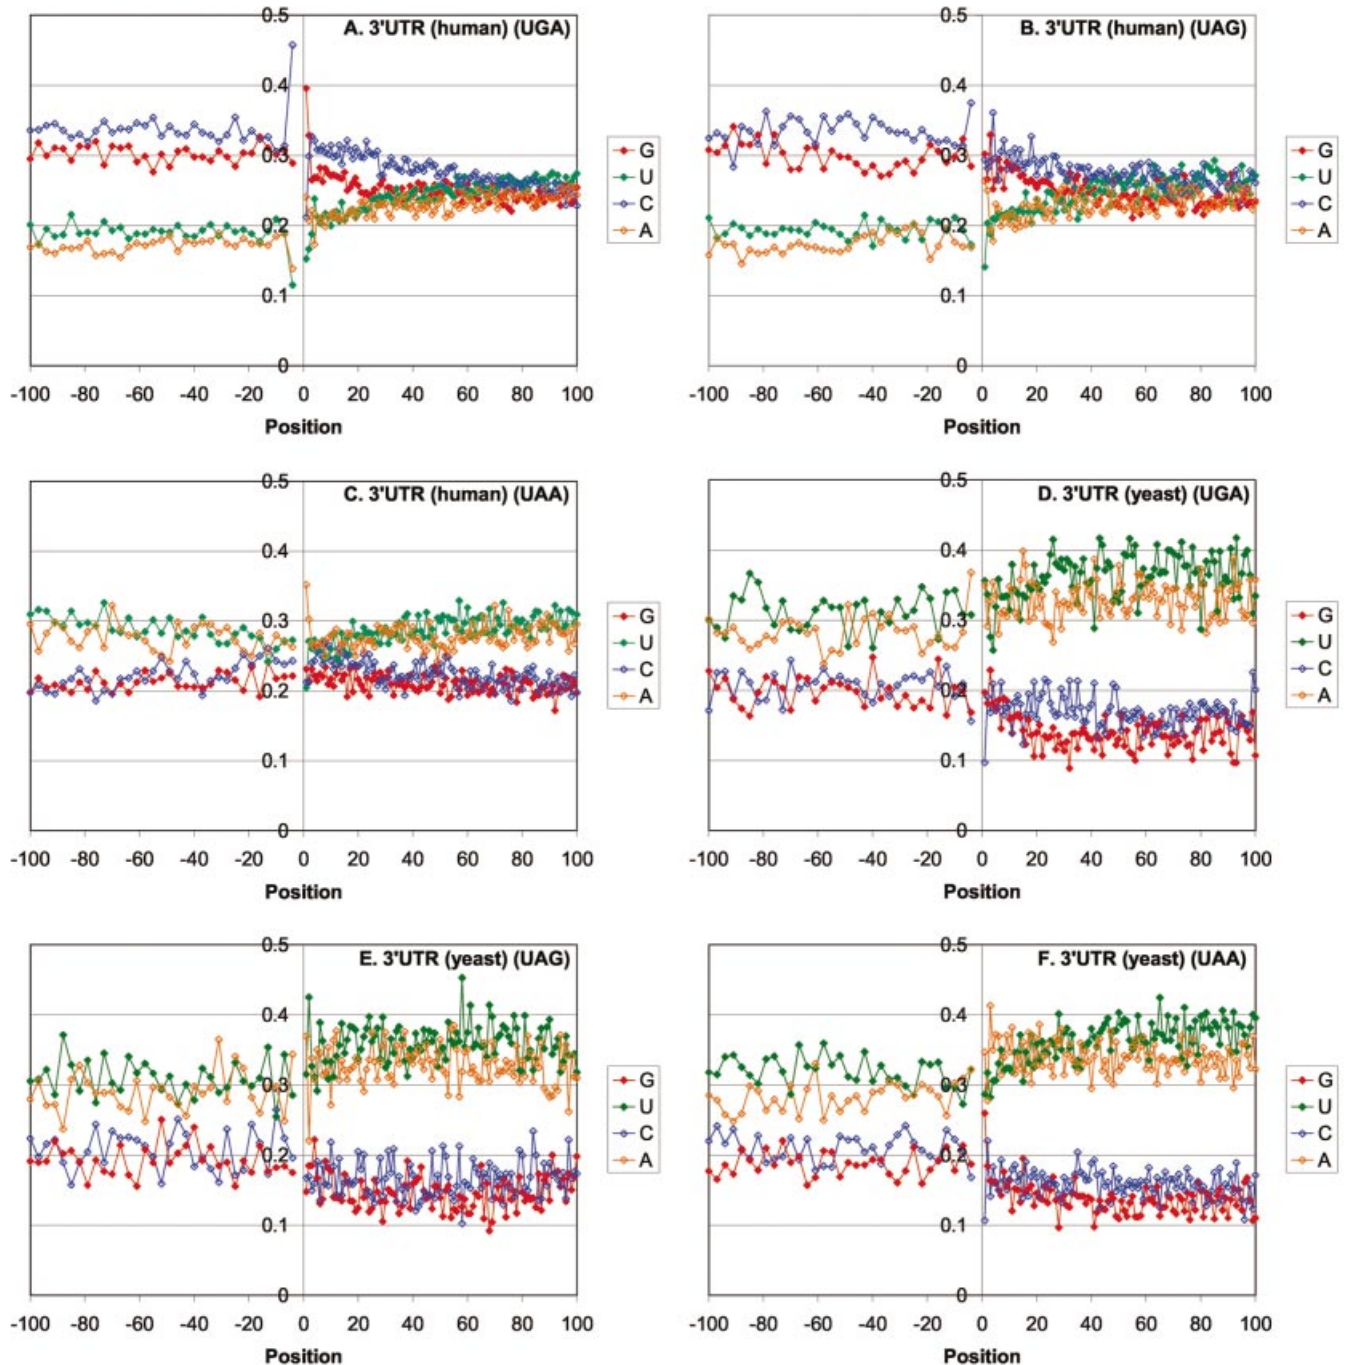 A. 3'UTR (human) (UGA)
0.5
0.4
0.3
0.2
0.1
0
-100 -80 -60 -40 -20 0 20 40 60 80 100
Position
G
U
C
A
B. 3'UTR (human) (UAG)
0.5
0.4
0.3
0.2
0.1
0
-100 -80 -60 -40 -20 0 20 40 60 80 100
Position
G
U
C
A
C. 3'UTR (human) (UAA)
0.5
0.4
0.3
0.2
0.1
0
-100 -80 -60 -40 -20 0 20 40 60 80 100
Position
G
U
C
A
D. 3'UTR (yeast) (UGA)
0.5
0.4
0.3
0.2
0.1
0
-100 -80 -60 -40 -20 0 20 40 60 80 100
Position
G
U
C
A
E. 3'UTR (yeast) (UAG)
0.5
0.4
0.3
0.2
0.1
0
-100 -80 -60 -40 -20 0 20 40 60 80 100
Position
G
U
C
A
F. 3'UTR (yeast) (UAA)
0.5
0.4
0.3
0.2
0.1
0
-100 -80 -60 -40 -20 0 20 40 60 80 100
Position
G
U
C
A